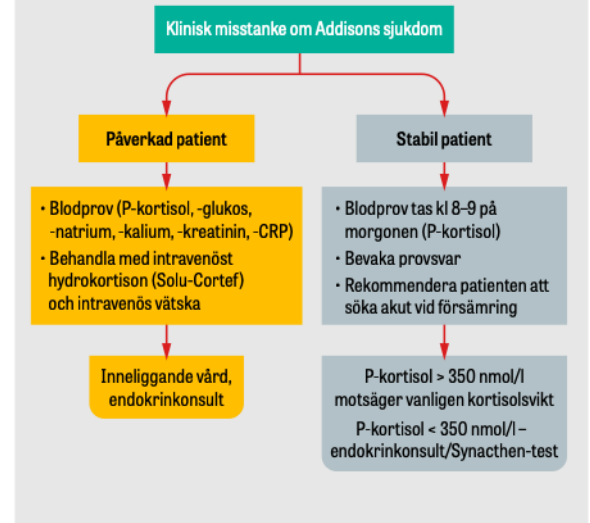 Klinisk misstanke om Addisons sjukdom
Påverkad patient
• Blodprov (P-kortisol, -glukos,
-natrium, -kalium, -kreatinin, -CRP)
• Behandla med intravenöst
hydrokortison (Solu-Cortef)
och intravenös vätska
Inneliggande vård,
endokrinkonsult
Stabil patient
• Blodprov tas kl 8–9 på
morgonen (P-kortisol)
• Bevaka provsvar
• Rekommendera patienten att
söka akut vid försämring
P-kortisol > 350 nmol/l
motsäger vanligen kortisolsvikt
P-kortisol < 350 nmol/l –
endokrinkonsult/Synacthen-test